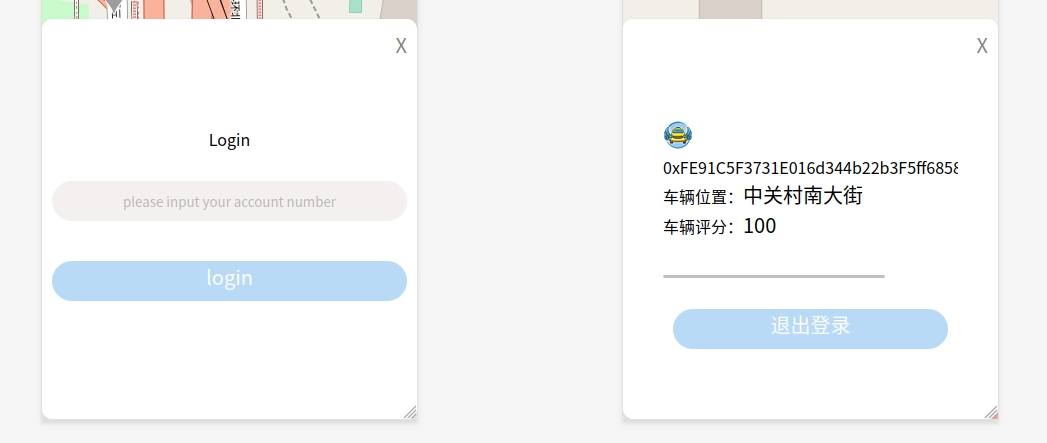 X
Login
please input your account number
login
X
0xFE91C5F3731E016d344b22b3F5ff6858
车辆位置：中关村南大街
车辆评分：100
退出登录